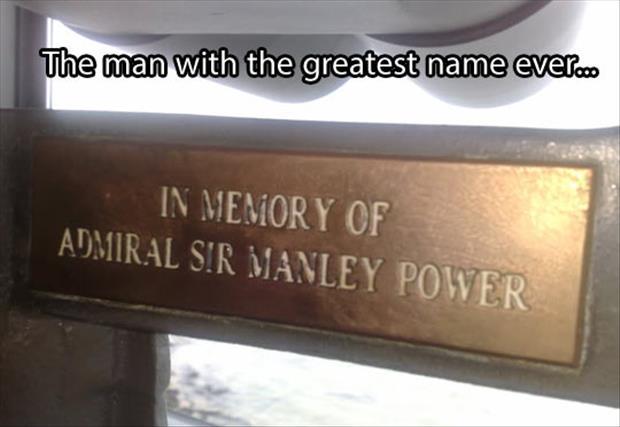 The man with the greatest name ever...
IN MEMORY OF
ADMIRAL SIR MANLEY POWER